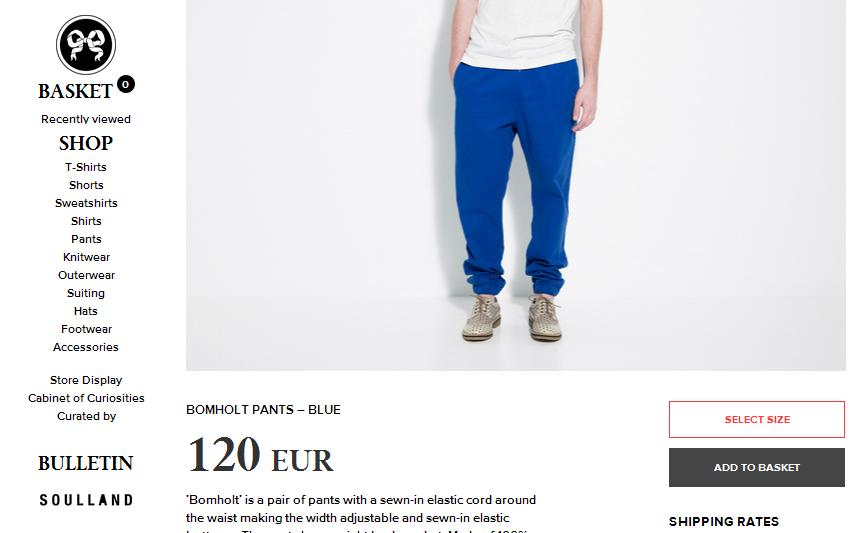 BASKET 0
Recently viewed
SHOP
T-Shirts
Shorts
Sweatshirts
Shirts
Pants
Knitwear
Outerwear
Suiting
Hats
Footwear
Accessories
Store Display
Cabinet of Curiosities
Curated by
BULLETIN
SOULLAND
BOMHOLT PANTS – BLUE
120 EUR
'Bomholt' is a pair of pants with a sewn-in elastic cord around
the waist making the width adjustable and sewn-in elastic
SELECT SIZE
ADD TO BASKET
SHIPPING RATES